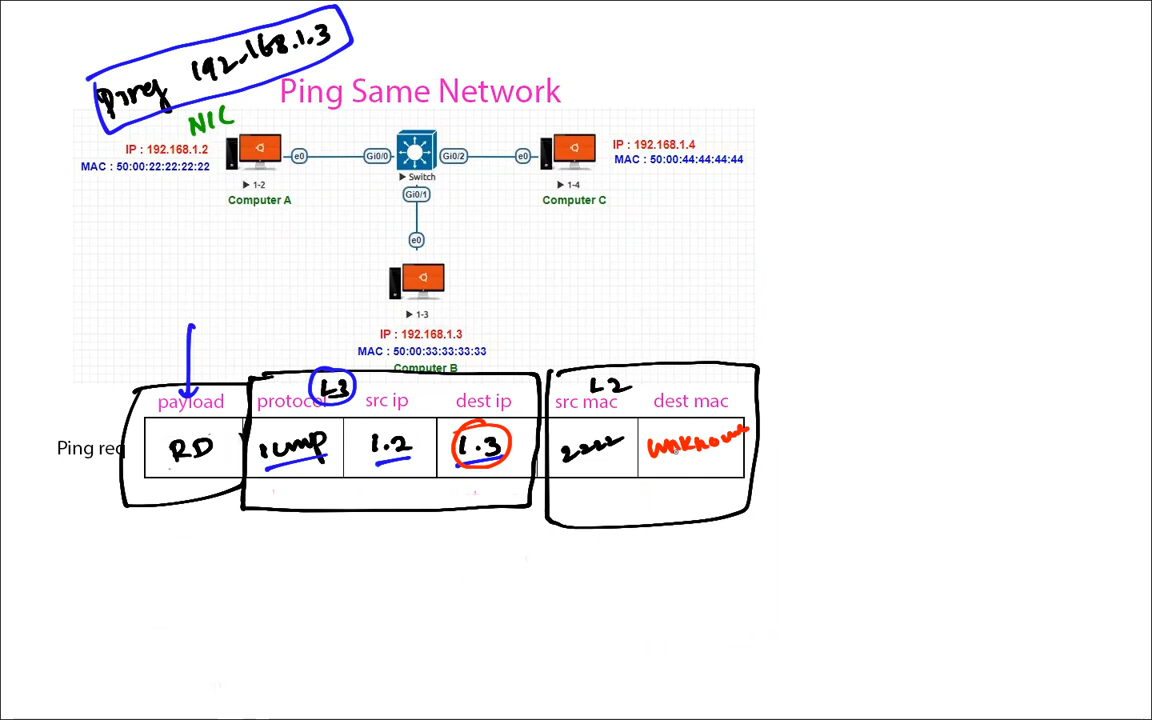 Ping 192.168.1.3
Ping Same Network
NIC
IP : 192.168.1.2
MAC : 50:00:22:22:22:22
e0
Gi0/0
Gi0/2
e0
IP : 192.168.1.4
MAC : 50:00:44:44:44:44
1-2
Computer A
Switch
Gi0/1
1-4
Computer C
e0
1-3
IP : 192.168.1.3
MAC : 50:00:33:33:33:33
Computer B
L3
L2
payload protocol src ip dest ip src mac dest mac
Ping req RD ICMP 1.2 1.3 2222 unknown